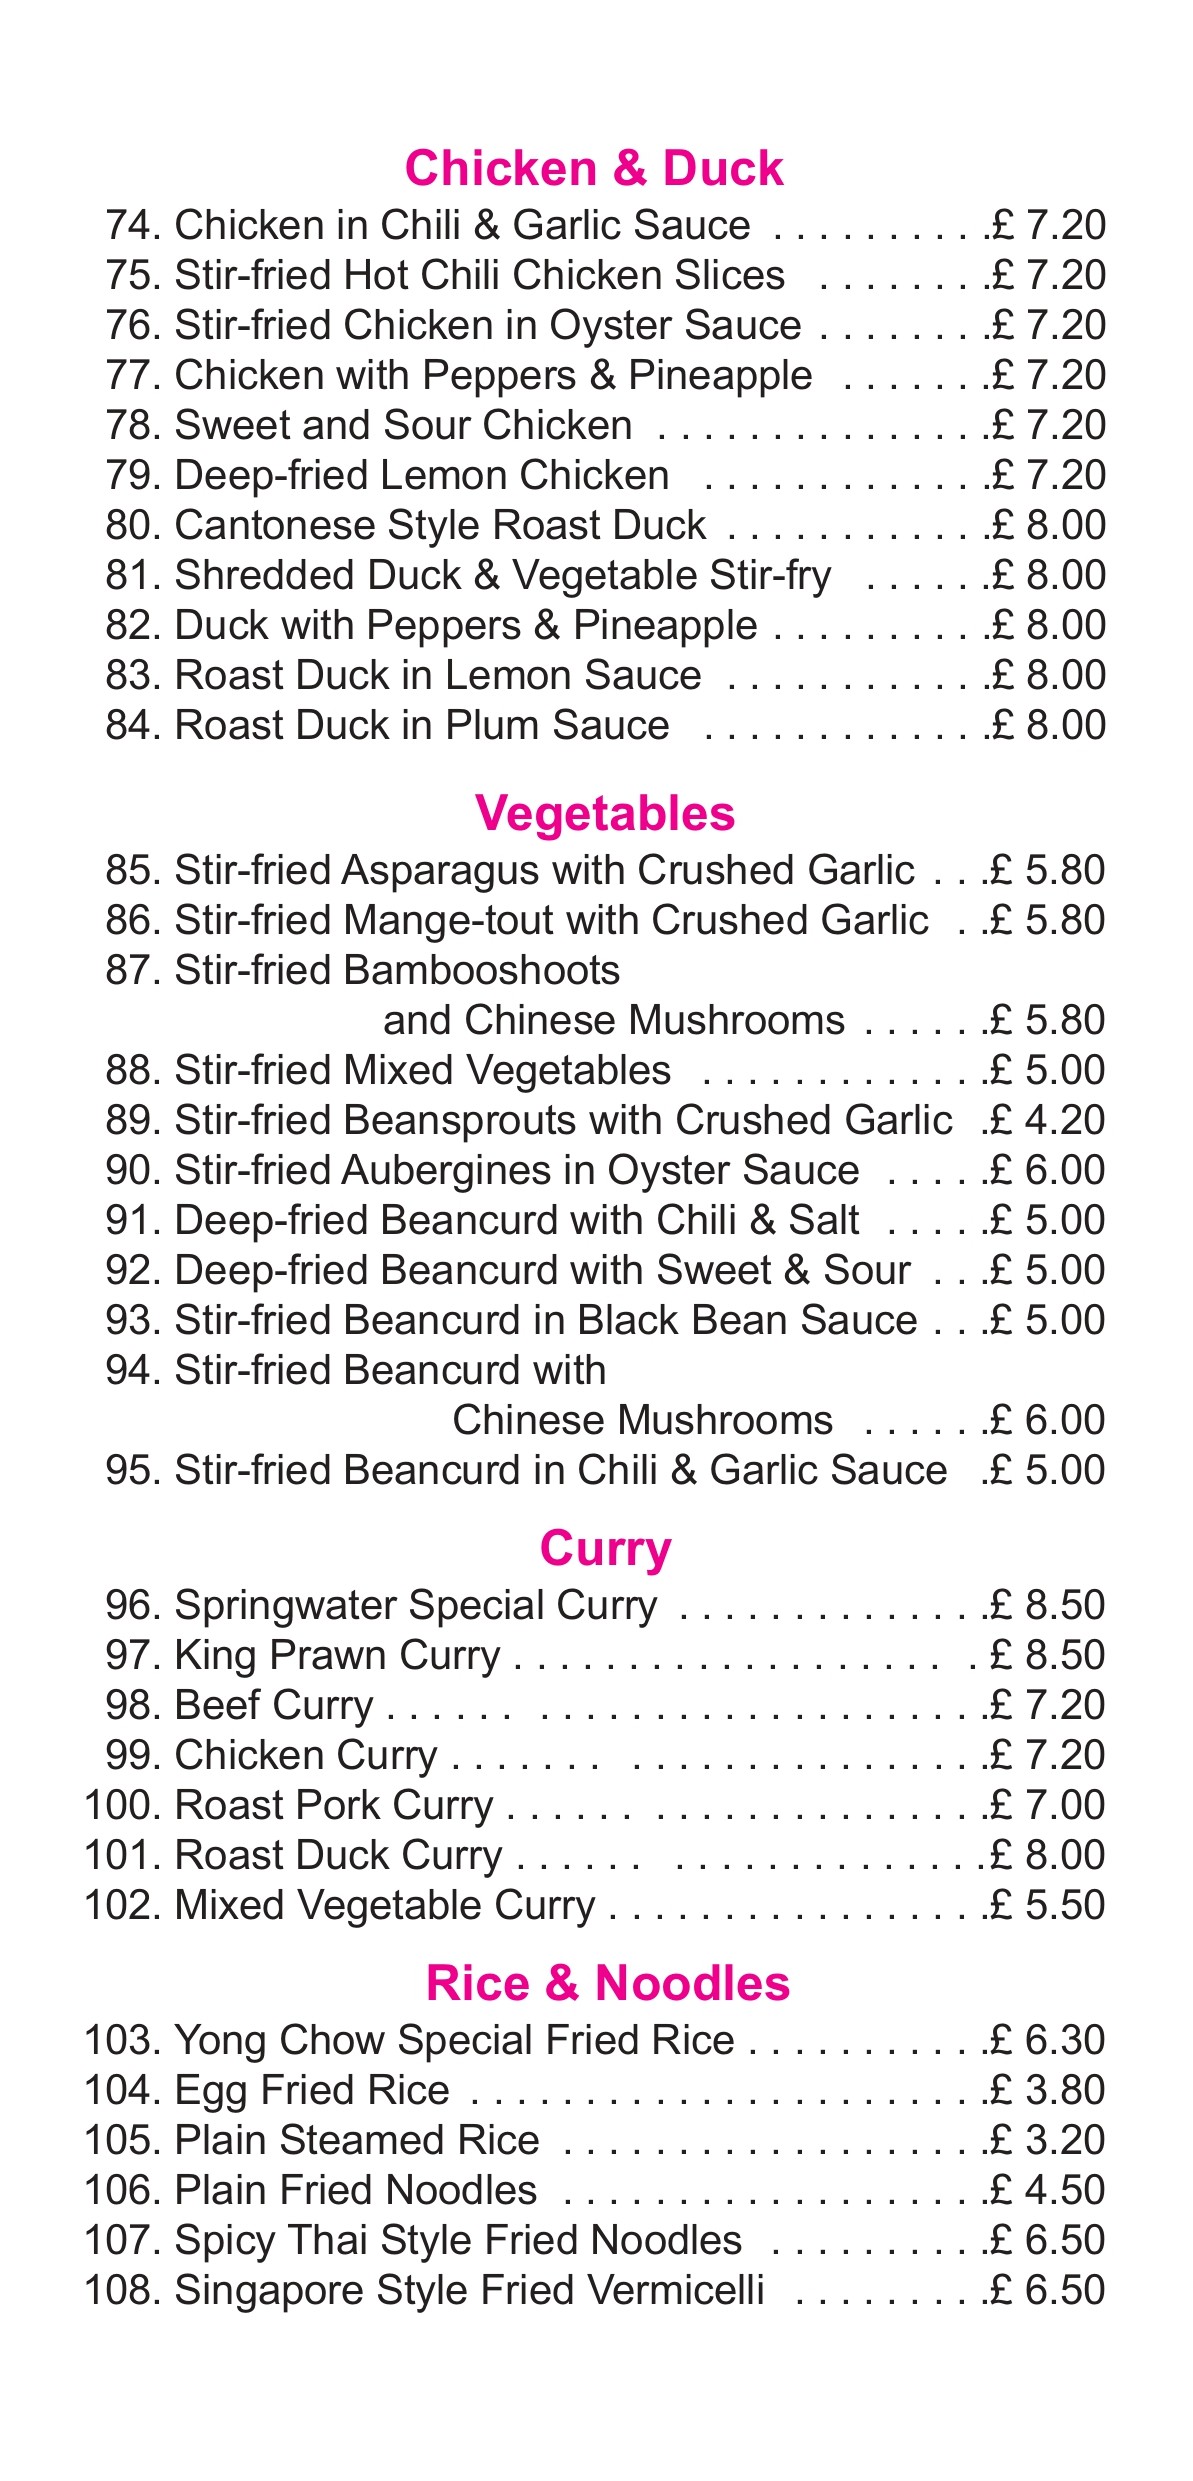 Chicken & Duck
74. Chicken in Chili & Garlic Sauce . . . . . . . . . .£ 7.20
75. Stir-fried Hot Chili Chicken Slices . . . . . . . .£ 7.20
76. Stir-fried Chicken in Oyster Sauce . . . . . . . .£ 7.20
77. Chicken with Peppers & Pineapple . . . . . . .£ 7.20
78. Sweet and Sour Chicken . . . . . . . . . . . . . . .£ 7.20
79. Deep-fried Lemon Chicken . . . . . . . . . . . . .£ 7.20
80. Cantonese Style Roast Duck . . . . . . . . . . . .£ 8.00
81. Shredded Duck & Vegetable Stir-fry . . . . . .£ 8.00
82. Duck with Peppers & Pineapple . . . . . . . . . .£ 8.00
83. Roast Duck in Lemon Sauce . . . . . . . . . . . .£ 8.00
84. Roast Duck in Plum Sauce . . . . . . . . . . . . .£ 8.00
Vegetables
85. Stir-fried Asparagus with Crushed Garlic . . .£ 5.80
86. Stir-fried Mange-tout with Crushed Garlic . .£ 5.80
87. Stir-fried Bambooshoots
and Chinese Mushrooms . . . . . .£ 5.80
88. Stir-fried Mixed Vegetables . . . . . . . . . . . . .£ 5.00
89. Stir-fried Beansprouts with Crushed Garlic .£ 4.20
90. Stir-fried Aubergines in Oyster Sauce . . . . .£ 6.00
91. Deep-fried Beancurd with Chili & Salt . . . . .£ 5.00
92. Deep-fried Beancurd with Sweet & Sour . . .£ 5.00
93. Stir-fried Beancurd in Black Bean Sauce . . .£ 5.00
94. Stir-fried Beancurd with
Chinese Mushrooms . . . . . .£ 6.00
95. Stir-fried Beancurd in Chili & Garlic Sauce .£ 5.00
Curry
96. Springwater Special Curry . . . . . . . . . . . . . .£ 8.50
97. King Prawn Curry . . . . . . . . . . . . . . . . . . . . £ 8.50
98. Beef Curry . . . . . . . . . . . . . . . . . . . . . . . . . .£ 7.20
99. Chicken Curry . . . . . . . . . . . . . . . . . . . . . . .£ 7.20
100. Roast Pork Curry . . . . . . . . . . . . . . . . . . . . .£ 7.00
101. Roast Duck Curry . . . . . . . . . . . . . . . . . . . .£ 8.00
102. Mixed Vegetable Curry . . . . . . . . . . . . . . . . .£ 5.50
Rice & Noodles
103. Yong Chow Special Fried Rice . . . . . . . . . . .£ 6.30
104. Egg Fried Rice . . . . . . . . . . . . . . . . . . . . . . .£ 3.80
105. Plain Steamed Rice . . . . . . . . . . . . . . . . . . .£ 3.20
106. Plain Fried Noodles . . . . . . . . . . . . . . . . . . .£ 4.50
107. Spicy Thai Style Fried Noodles . . . . . . . . . .£ 6.50
108. Singapore Style Fried Vermicelli . . . . . . . . .£ 6.50